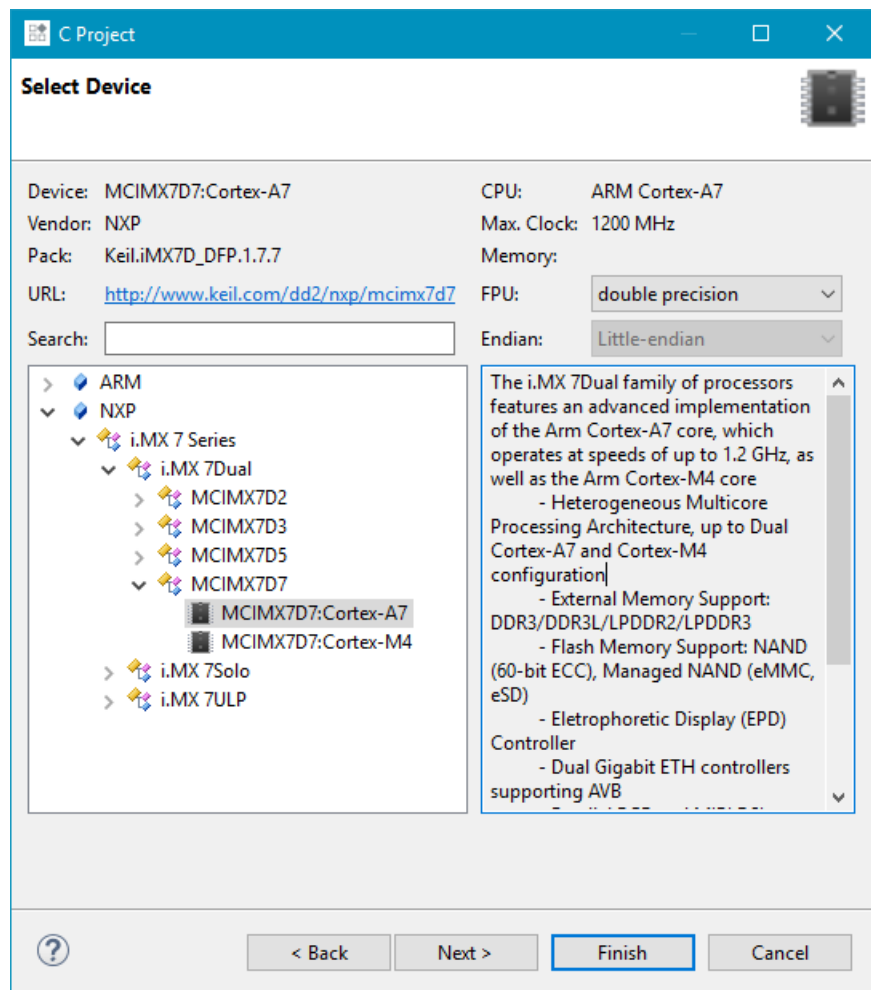 C Project
Select Device
Device: MCIMX7D7:Cortex-A7
CPU: ARM Cortex-A7
Vendor: NXP
Max. Clock: 1200 MHz
Pack: Keil.iMX7D_DFP.1.7.7
Memory:
URL: http://www.keil.com/dd2/nxp/mcimx7d7
FPU: double precision
Search:
Endian: Little-endian
ARM
NXP
i.MX 7 Series
i.MX 7Dual
MCIMX7D2
MCIMX7D3
MCIMX7D5
MCIMX7D7
MCIMX7D7:Cortex-A7
MCIMX7D7:Cortex-M4
i.MX 7Solo
i.MX 7ULP
The i.MX 7Dual family of processors
features an advanced implementation
of the Arm Cortex-A7 core, which
operates at speeds of up to 1.2 GHz, as
well as the Arm Cortex-M4 core
- Heterogeneous Multicore
Processing Architecture, up to Dual
Cortex-A7 and Cortex-M4
configuration
- External Memory Support:
DDR3/DDR3L/LPDDR2/LPDDR3
- Flash Memory Support: NAND
(60-bit ECC), Managed NAND (eMMC,
eSD)
- Eletrophoretic Display (EPD)
Controller
- Dual Gigabit ETH controllers
supporting AVB
?
< Back
Next >
Finish
Cancel